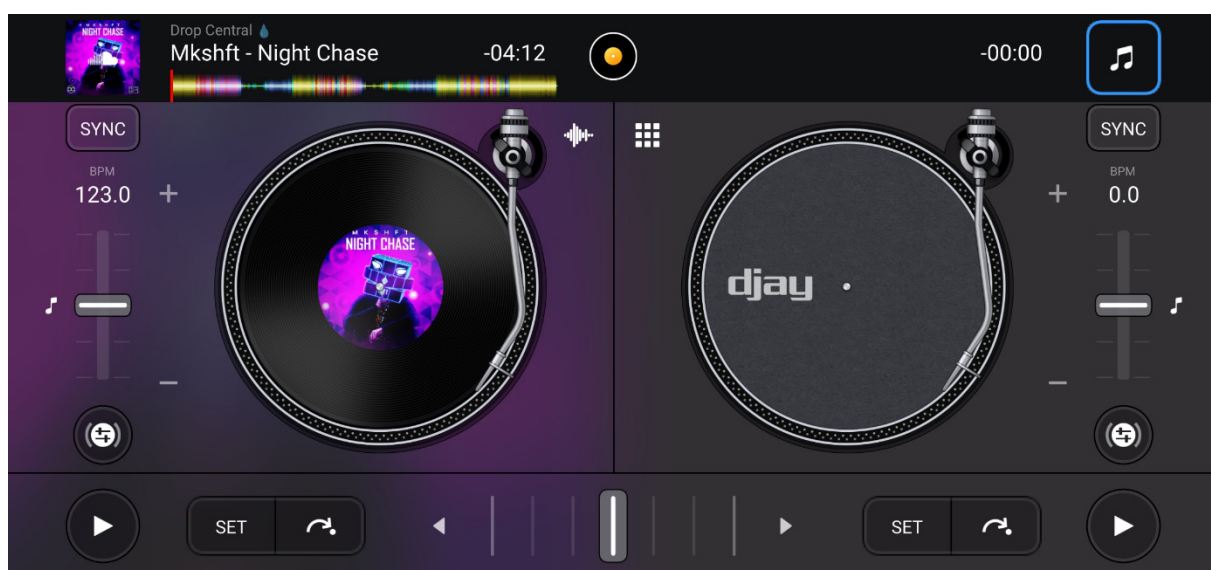 NIGHT CHASE
Drop Central
Mkshft - Night Chase
-04:12
-00:00
SYNC
BPM
123.0
MKSHFT
NIGHT CHASE
djay
SYNC
BPM
0.0
SET
SET